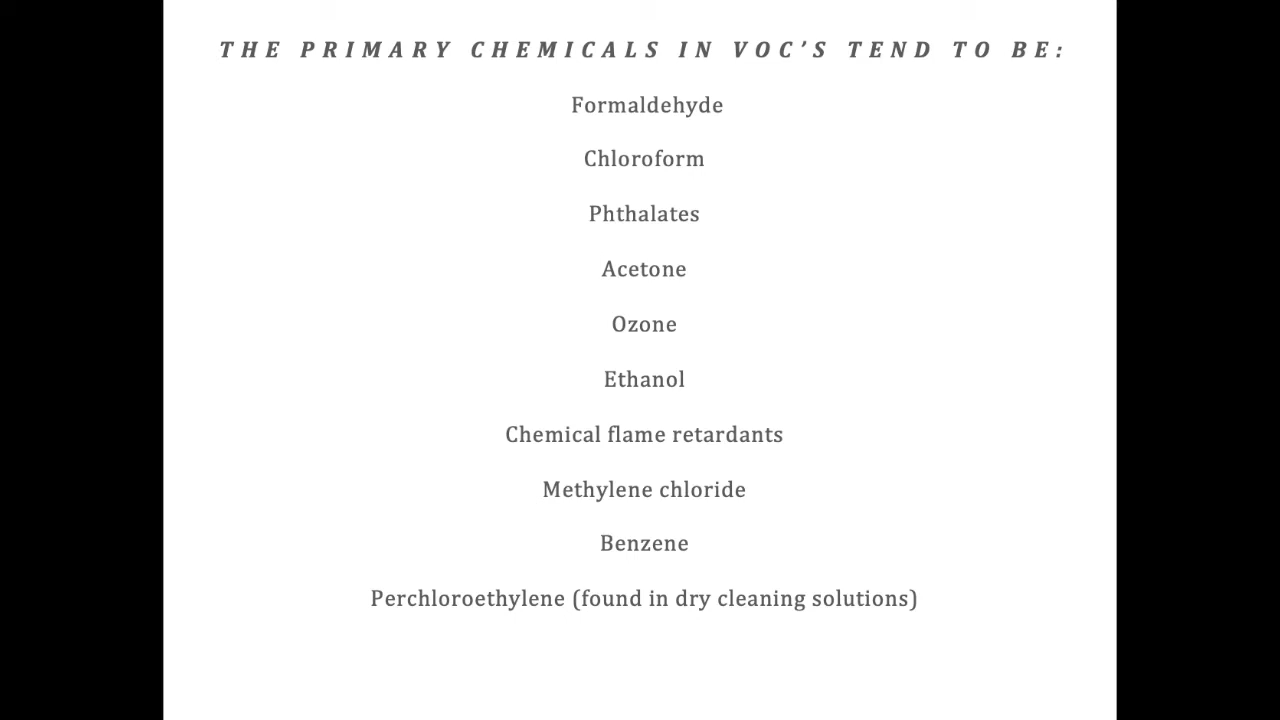 THE PRIMARY CHEMICALS IN VOC’S TEND TO BE:
Formaldehyde
Chloroform
Phthalates
Acetone
Ozone
Ethanol
Chemical flame retardants
Methylene chloride
Benzene
Perchloroethylene (found in dry cleaning solutions)